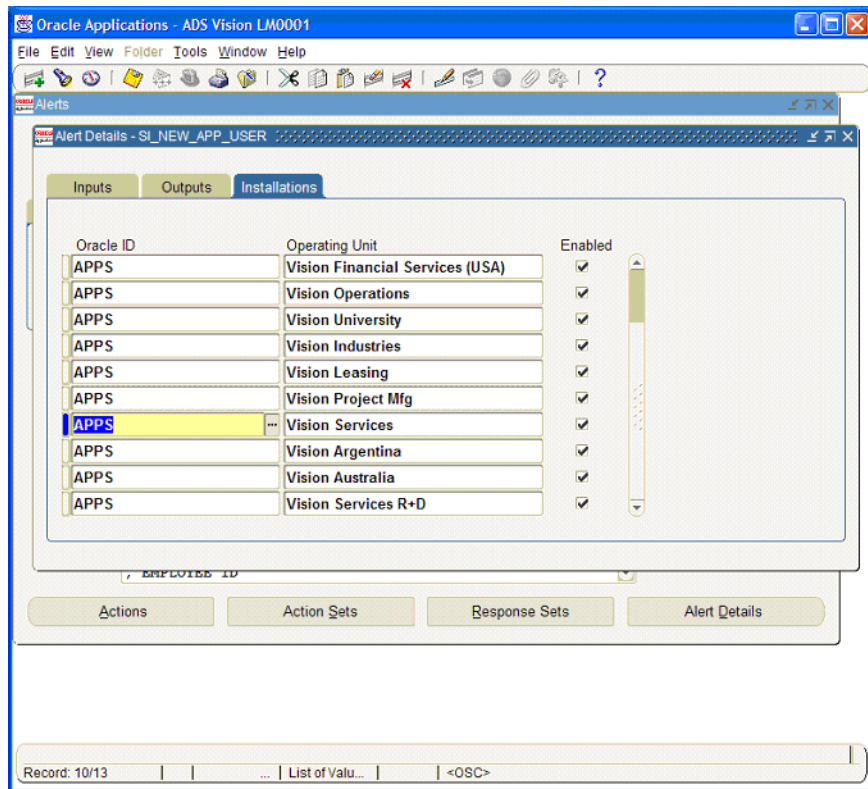 Oracle Applications - ADS Vision LM0001
File Edit View Folder Tools Window Help
?
Alerts
Alert Details - SI_NEW_APP_USER
Inputs Outputs Installations
Oracle ID Operating Unit Enabled
APPS Vision Financial Services (USA)
APPS Vision Operations
APPS Vision University
APPS Vision Industries
APPS Vision Leasing
APPS Vision Project Mfg
APPS ... Vision Services
APPS Vision Argentina
APPS Vision Australia
APPS Vision Services R+D
, EMPLOYEE ID
Actions Action Sets Response Sets Alert Details
Record: 10/13 ... List of Valu... <OSC>